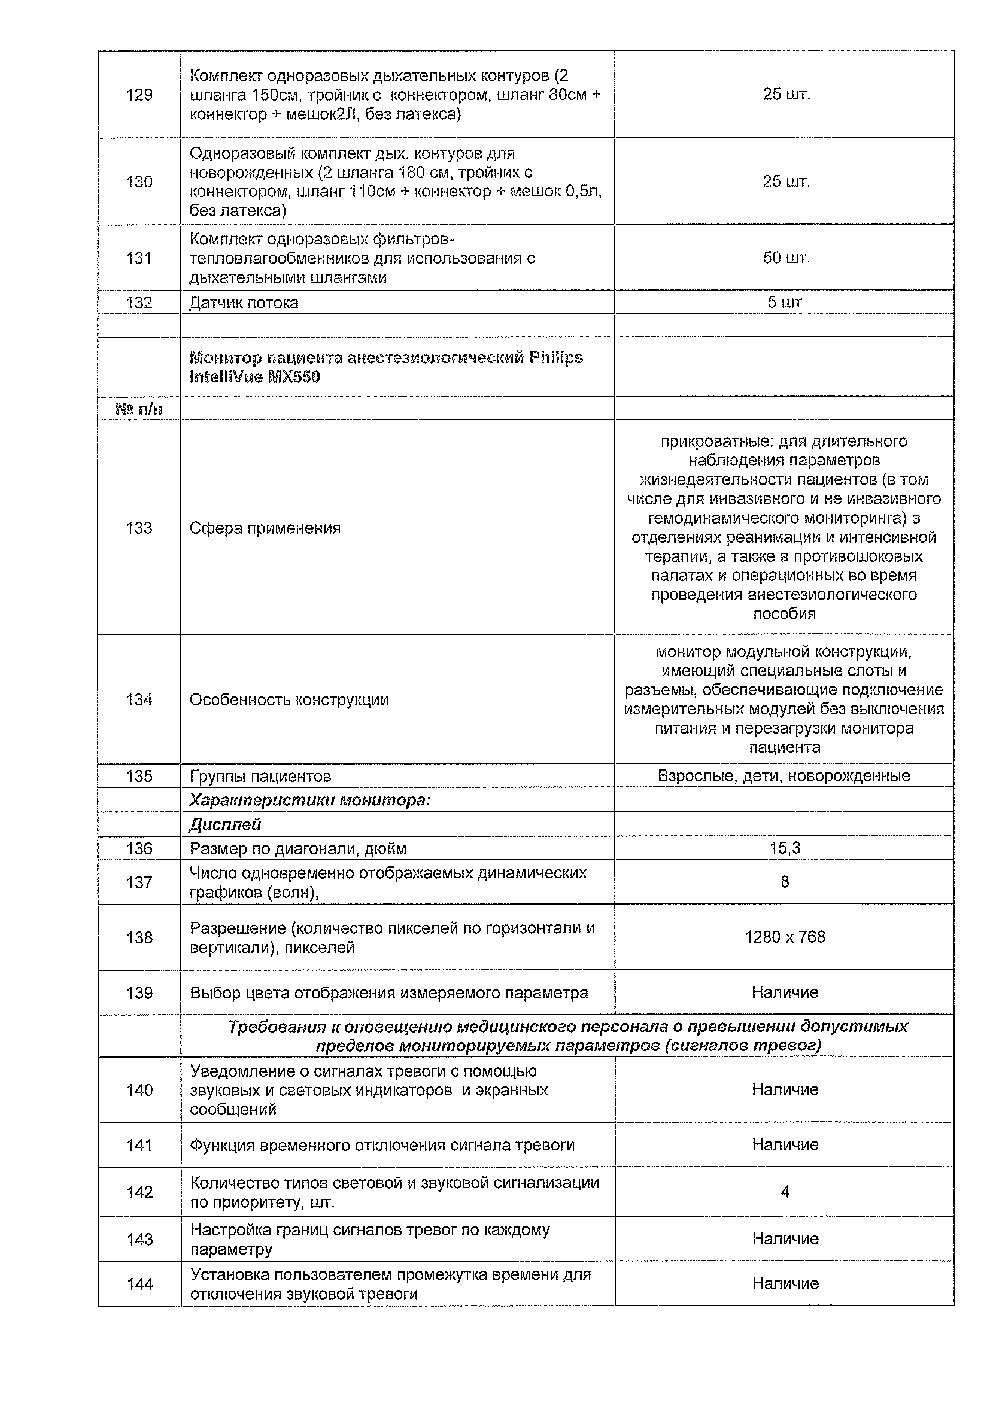 129
Комплект одноразовых дыхательных контуров (2
шланга 150см, тройник с коннектором, шланг 80см +
коннектор + мешок2Л, без латекса)
25 шт.
130
Одноразовый комплект дых. контуров для
новорожденных (2 шланга 180 см, тройник с
коннектором, шланг 110см + коннектор + мешок 0,5л,
без латекса)
25 шт.
131
Комплект одноразовых фильтров-
тепловлагообменников для использования с
дыхательными шлангами
50 шт.
132
Датчик потока
5 шт
Монитор пациента анестезиологический Philips
IntelliVue MX550
№ п/п
133
Сфера применения
прикроватные: для длительного
наблюдения параметров
жизнедеятельности пациентов (в том
числе для инвазивного и не инвазивного
гемодинамического мониторинга) в
отделениях реанимации и интенсивной
терапии, а также в противошоковых
палатах и операционных во время
проведения анестезиологического
пособия
134
Особенность конструкции
монитор модульной конструкции,
имеющий специальные слоты и
разъемы, обеспечивающие подключение
измерительных модулей без выключения
питания и перезагрузки монитора
пациента
135
Группы пациентов
Взрослые, дети, новорожденные
Характеристики монитора:
Дисплей
136
Размер по диагонали, дюйм
15,3
137
Число одновременно отображаемых динамических
графиков (волн),
8
138
Разрешение (количество пикселей по горизонтали и
вертикали), пикселей
1280 x 768
139
Выбор цвета отображения измеряемого параметра
Наличие
Требования к оповещению медицинского персонала о превышении допустимых
пределов мониторируемых параметров (сигналов тревог)
140
Уведомление о сигналах тревоги с помощью
звуковых и световых индикаторов и экранных
сообщений
Наличие
141
Функция временного отключения сигнала тревоги
Наличие
142
Количество типов световой и звуковой сигнализации
по приоритету, шт.
4
143
Настройка границ сигналов тревог по каждому
параметру
Наличие
144
Установка пользователем промежутка времени для
отключения звуковой тревоги
Наличие